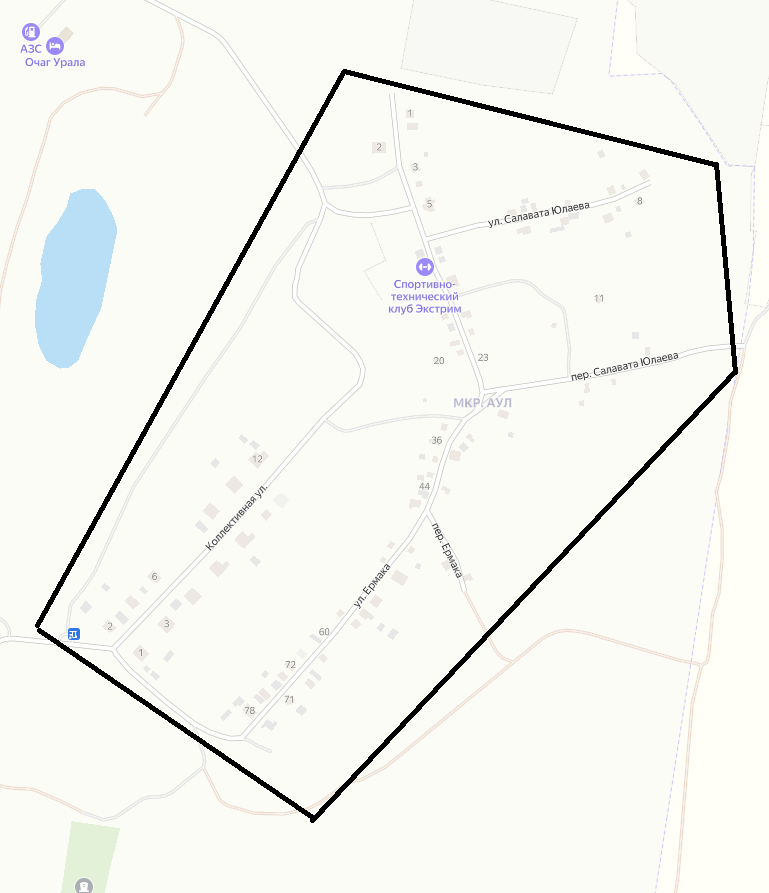 АЗС
Очаг Урала
1
2
3
5
ул. Салавата Юлаева
8
Спортивно-
технический
клуб Экстрим
11
20
23
пер. Салавата Юлаева
МКР. АУЛ
36
12
44
Коллективная ул.
пер. Ермака
6
ул. Ермака
2
3
60
1
72
71
78